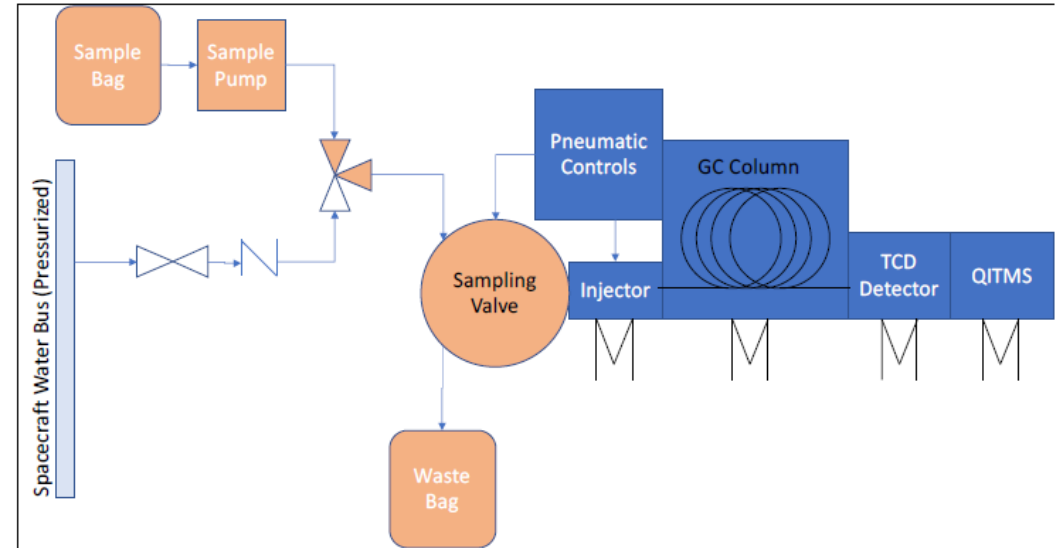 Sample
Bag
Sample
Pump
Pneumatic
Controls
GC Column
Spacecraft Water Bus (Pressurized)
Sampling
Valve
Injector
TCD
Detector
QITMS
Waste
Bag